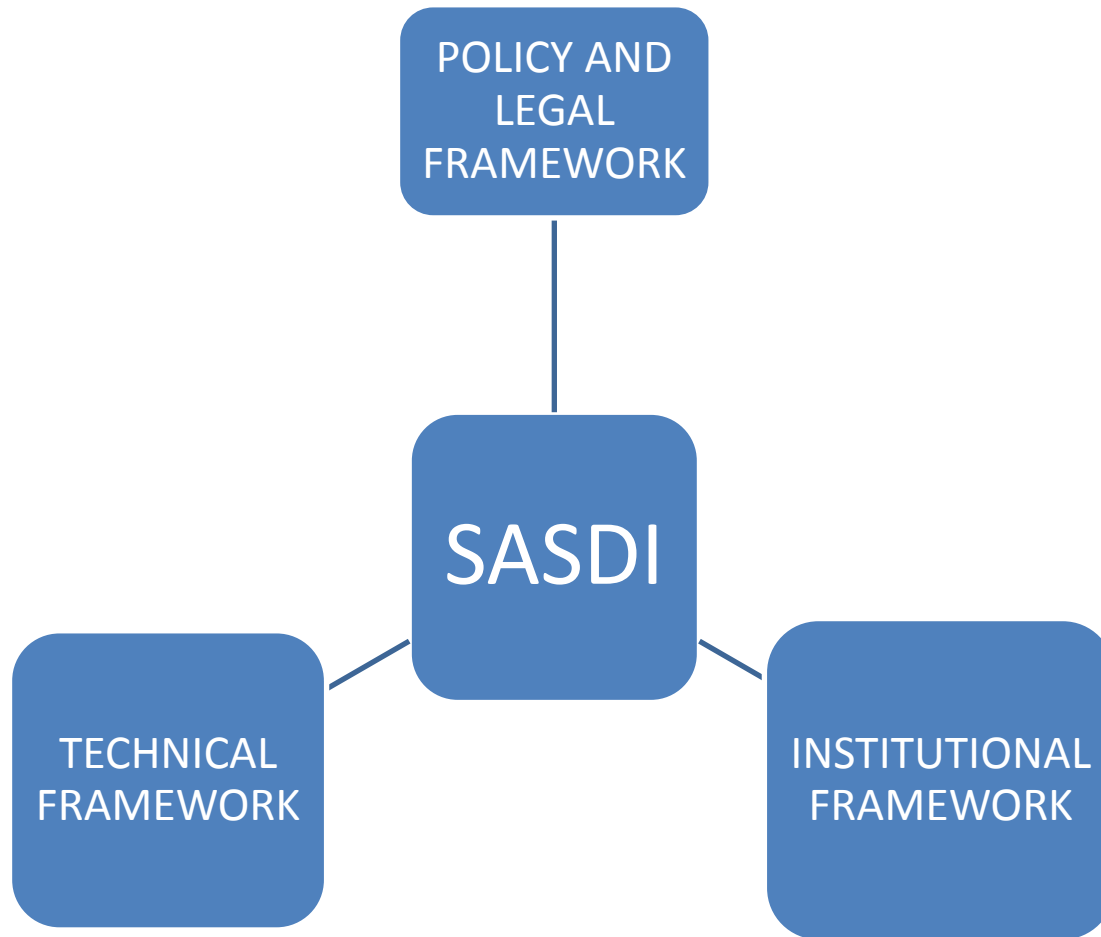 POLICY AND
LEGAL
FRAMEWORK
SASDI
TECHNICAL
FRAMEWORK
INSTITUTIONAL
FRAMEWORK